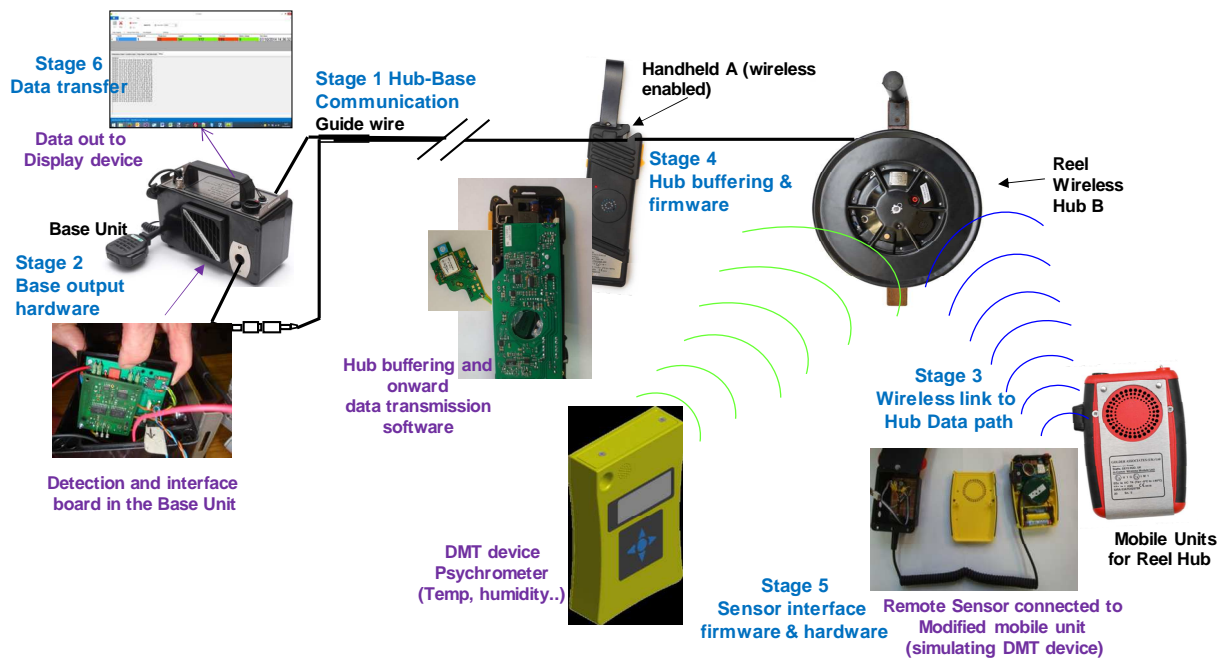 Stage 6
Data transfer
Data out to
Display device
Base Unit
Stage 2
Base output
hardware
Detection and interface
board in the Base Unit
Stage 1 Hub-Base
Communication
Guide wire
Handheld A (wireless
enabled)
Stage 4
Hub buffering &
firmware
Reel
Wireless
Hub B
Hub buffering and
onward
data transmission
software
Stage 3
Wireless link to
Hub Data path
DMT device
Psychrometer
(Temp, humidity..)
Stage 5
Sensor interface
firmware & hardware
Mobile Units
for Reel Hub
Remote Sensor connected to
Modified mobile unit
(simulating DMT device)